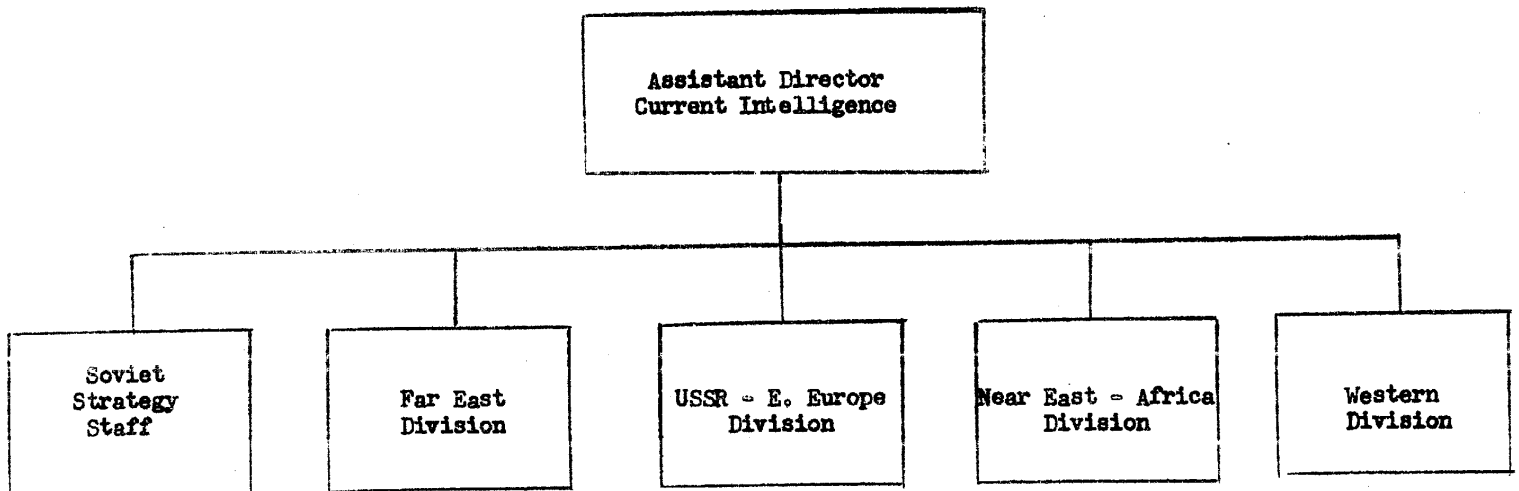 Assistant Director
Current Intelligence
Soviet
Strategy
Staff
Far East
Division
USSR - E. Europe
Division
Near East - Africa
Division
Western
Division